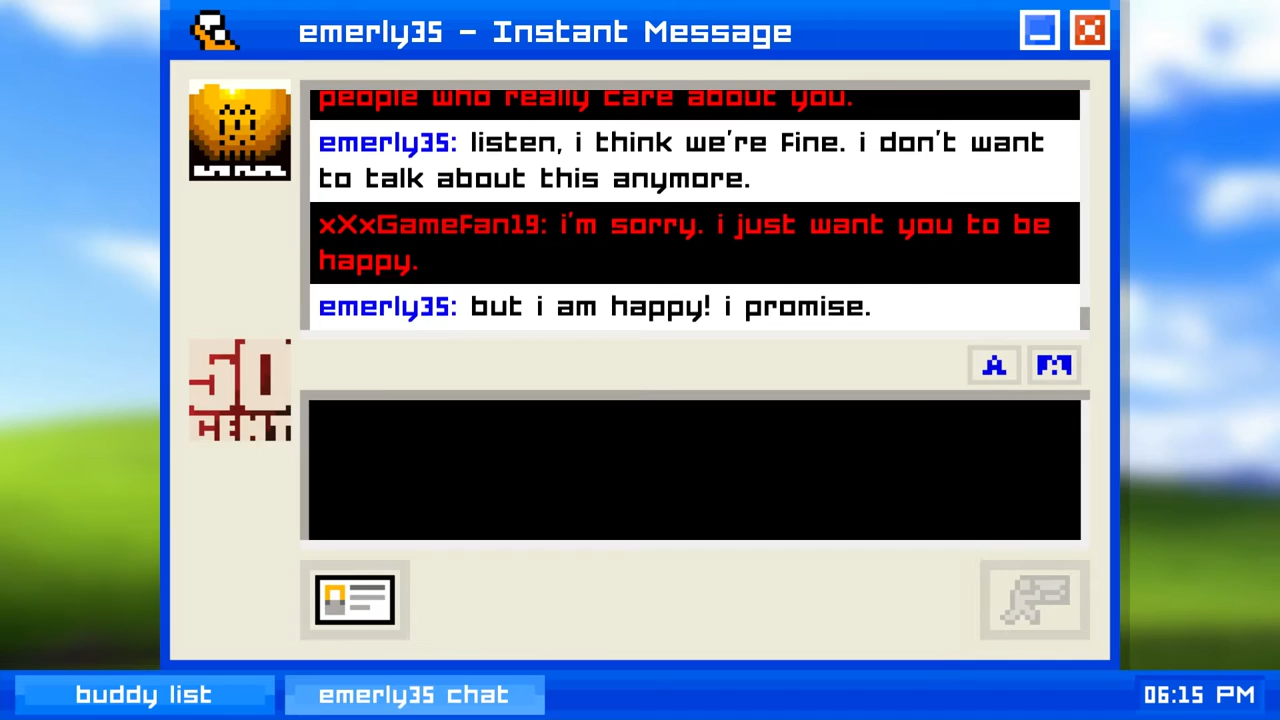 emerly35 - Instant Message
people who really care about you.
emerly35: listen, i think we're fine. i don't want
to talk about this anymore.
xXxGameFan19: i'm sorry. i just want you to be
happy.
emerly35: but i am happy! i promise.
50
CENT
A
buddy list
emerly35 chat
06:15 PM